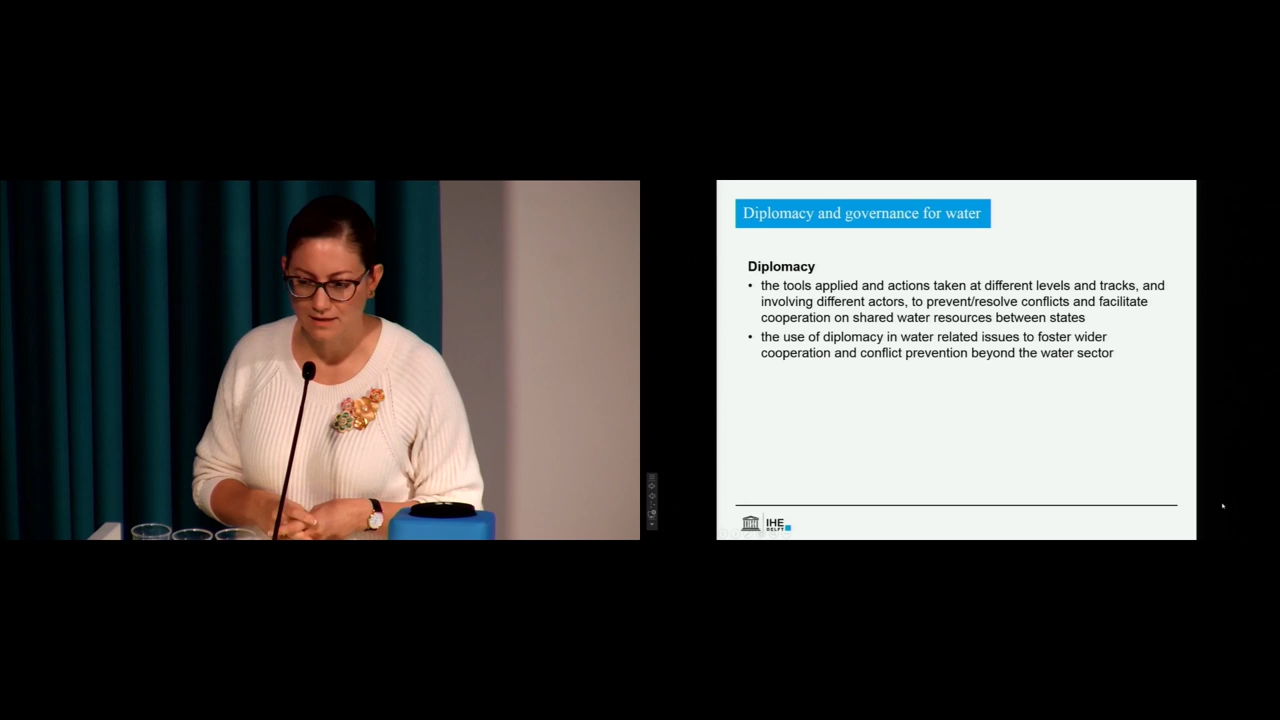 Diplomacy and governance for water
Diplomacy
• the tools applied and actions taken at different levels and tracks, and
involving different actors, to prevent/resolve conflicts and facilitate
cooperation on shared water resources between states
• the use of diplomacy in water related issues to foster wider
cooperation and conflict prevention beyond the water sector
IHE
DELFT